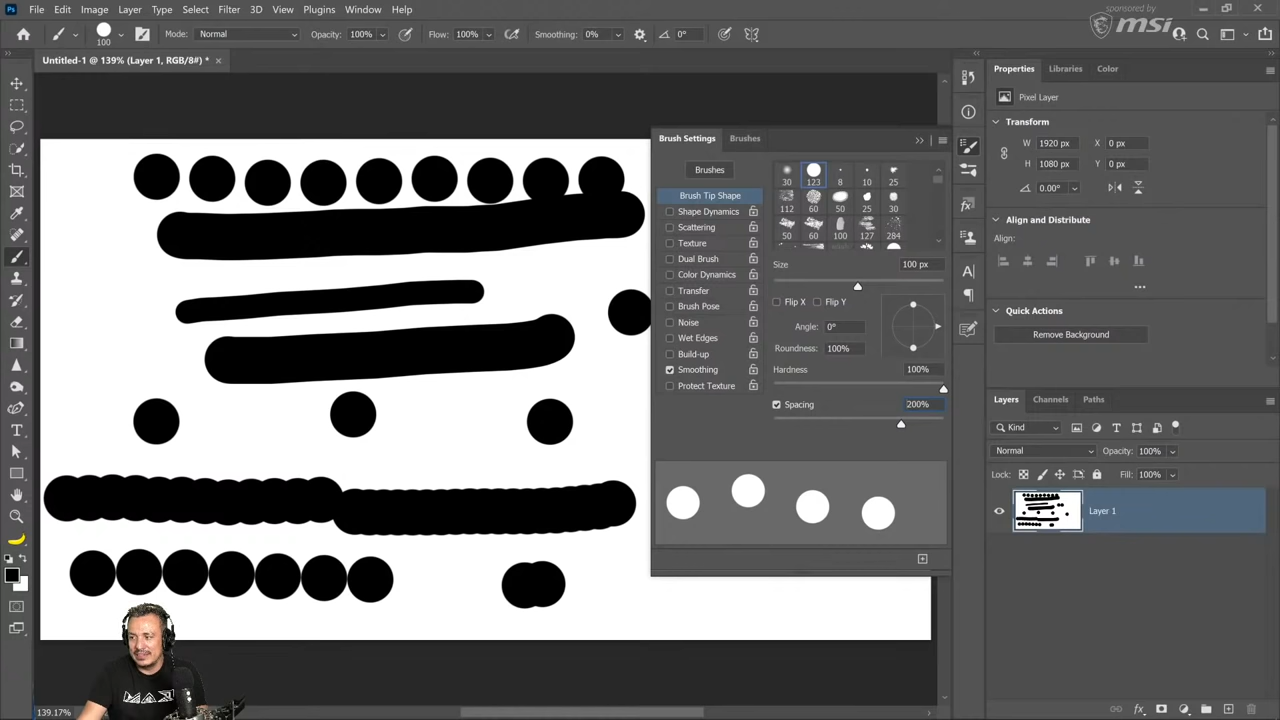 Ps File Edit Image Layer Type Select Filter 3D View Plugins Window Help
sponsored by
msi
100 Mode: Normal Opacity: 100% Flow: 100% Smoothing: 0% 0°
Untitled-1 @ 139% (Layer 1, RGB/8#) *
Properties Libraries Color
Pixel Layer
Transform
W 1920 px X 0 px
H 1080 px Y 0 px
0.00°
Align and Distribute
Align:
Quick Actions
Remove Background
Layers Channels Paths
Kind
Normal Opacity: 100%
Lock: Fill: 100%
Layer 1
Brush Settings Brushes
Brushes
Brush Tip Shape
Shape Dynamics
Scattering
Texture
Dual Brush
Color Dynamics
Transfer
Brush Pose
Noise
Wet Edges
Build-up
Smoothing
Protect Texture
30 123 8 10 25
112 60 50 25 30
50 60 100 127 284
Size 100 px
Flip X Flip Y
Angle: 0°
Roundness: 100%
Hardness 100%
Spacing 200%
139.17%